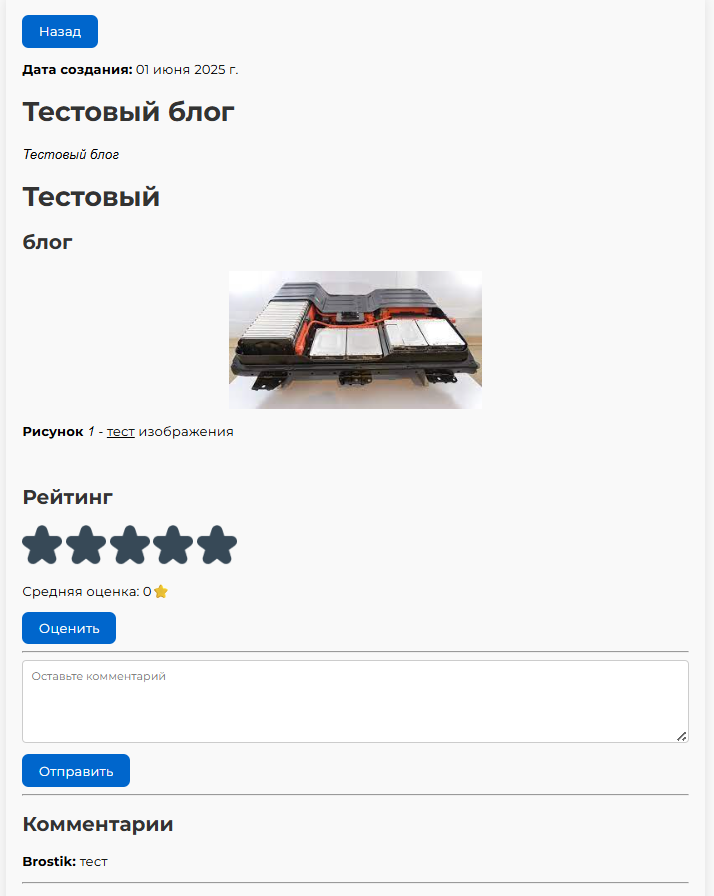 Назад
Дата создания: 01 июня 2025 г.
Тестовый блог
Тестовый блог
Тестовый
блог
Рисунок 1 - тест изображения
Рейтинг
Средняя оценка: 0⭐
Оценить
Оставьте комментарий
Отправить
Комментарии
Brostik: тест